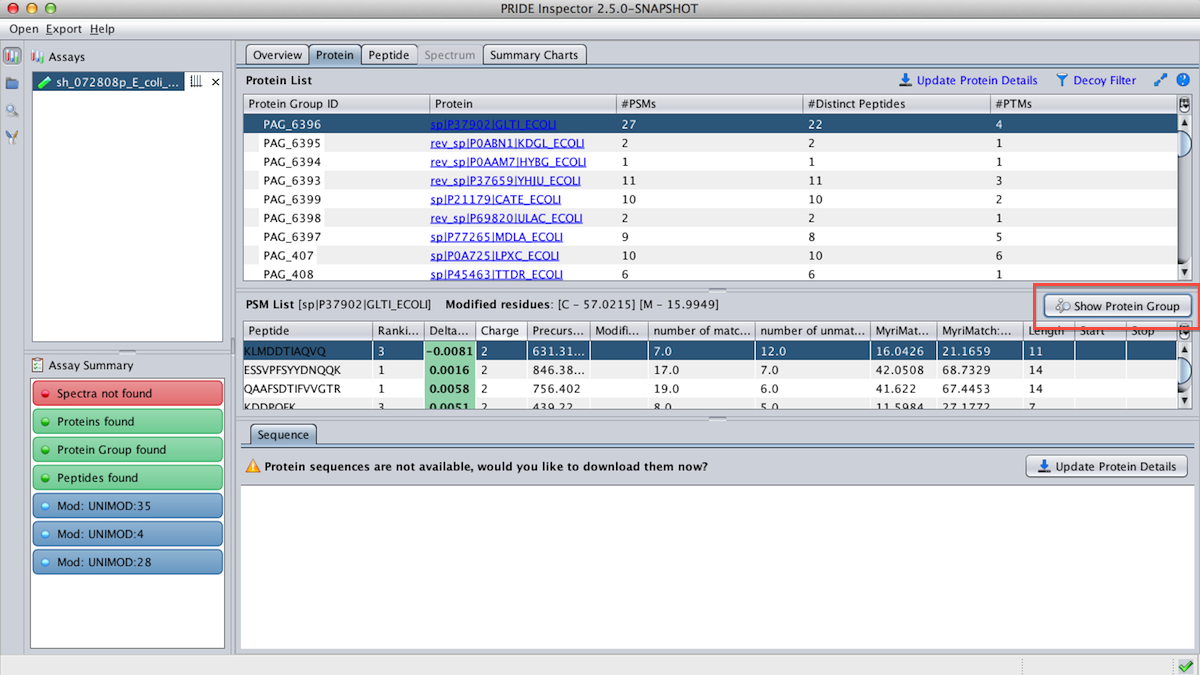 PRIDE Inspector 2.5.0-SNAPSHOT
Open Export Help
Assays
sh_072808p_E_coli_...
Overview Protein Peptide Spectrum Summary Charts
Protein List Update Protein Details Decoy Filter
Protein Group ID Protein #PSMs #Distinct Peptides #PTMs
PAG_6396 sp|P37902|GLTI_ECOLI 27 22 4
PAG_6395 rev_sp|P0ABN1|KDGL_ECOLI 2 2 1
PAG_6394 rev_sp|P0AAM7|HYBG_ECOLI 1 1 1
PAG_6393 rev_sp|P37659|YHJU_ECOLI 11 11 3
PAG_6399 sp|P21179|CATE_ECOLI 10 10 2
PAG_6398 rev_sp|P69820|ULAC_ECOLI 2 2 1
PAG_6397 sp|P77265|MDLA_ECOLI 9 8 5
PAG_407 sp|P0A725|LPXC_ECOLI 10 10 6
PAG_408 sp|P45463|TTDR_ECOLI 6 6 1
PSM List [sp|P37902|GLTI_ECOLI] Modified residues: [C - 57.0215] [M - 15.9949] Show Protein Group
Peptide Ranki... Delta... Charge Precurs... Modifi... number of matc... number of unmat... MyriMat... MyriMatch:... Length Start Stop
KLMDDTIAQVQ 3 -0.0081 2 631.31... 7.0 12.0 16.0426 21.1659 11
ESSVPFSYYDNQQK 1 0.0016 2 846.38... 17.0 7.0 42.0508 68.7329 14
QAAFSDTIFVVGTR 1 0.0058 2 756.402 19.0 6.0 41.622 67.4453 14
KDDPQFK 3 0.0051 2 439.22... 8.0 5.0 11.5984 27.1772 7
Assay Summary
Spectra not found
Proteins found
Protein Group found
Peptides found
Mod: UNIMOD:35
Mod: UNIMOD:4
Mod: UNIMOD:28
Sequence
Protein sequences are not available, would you like to download them now? Update Protein Details